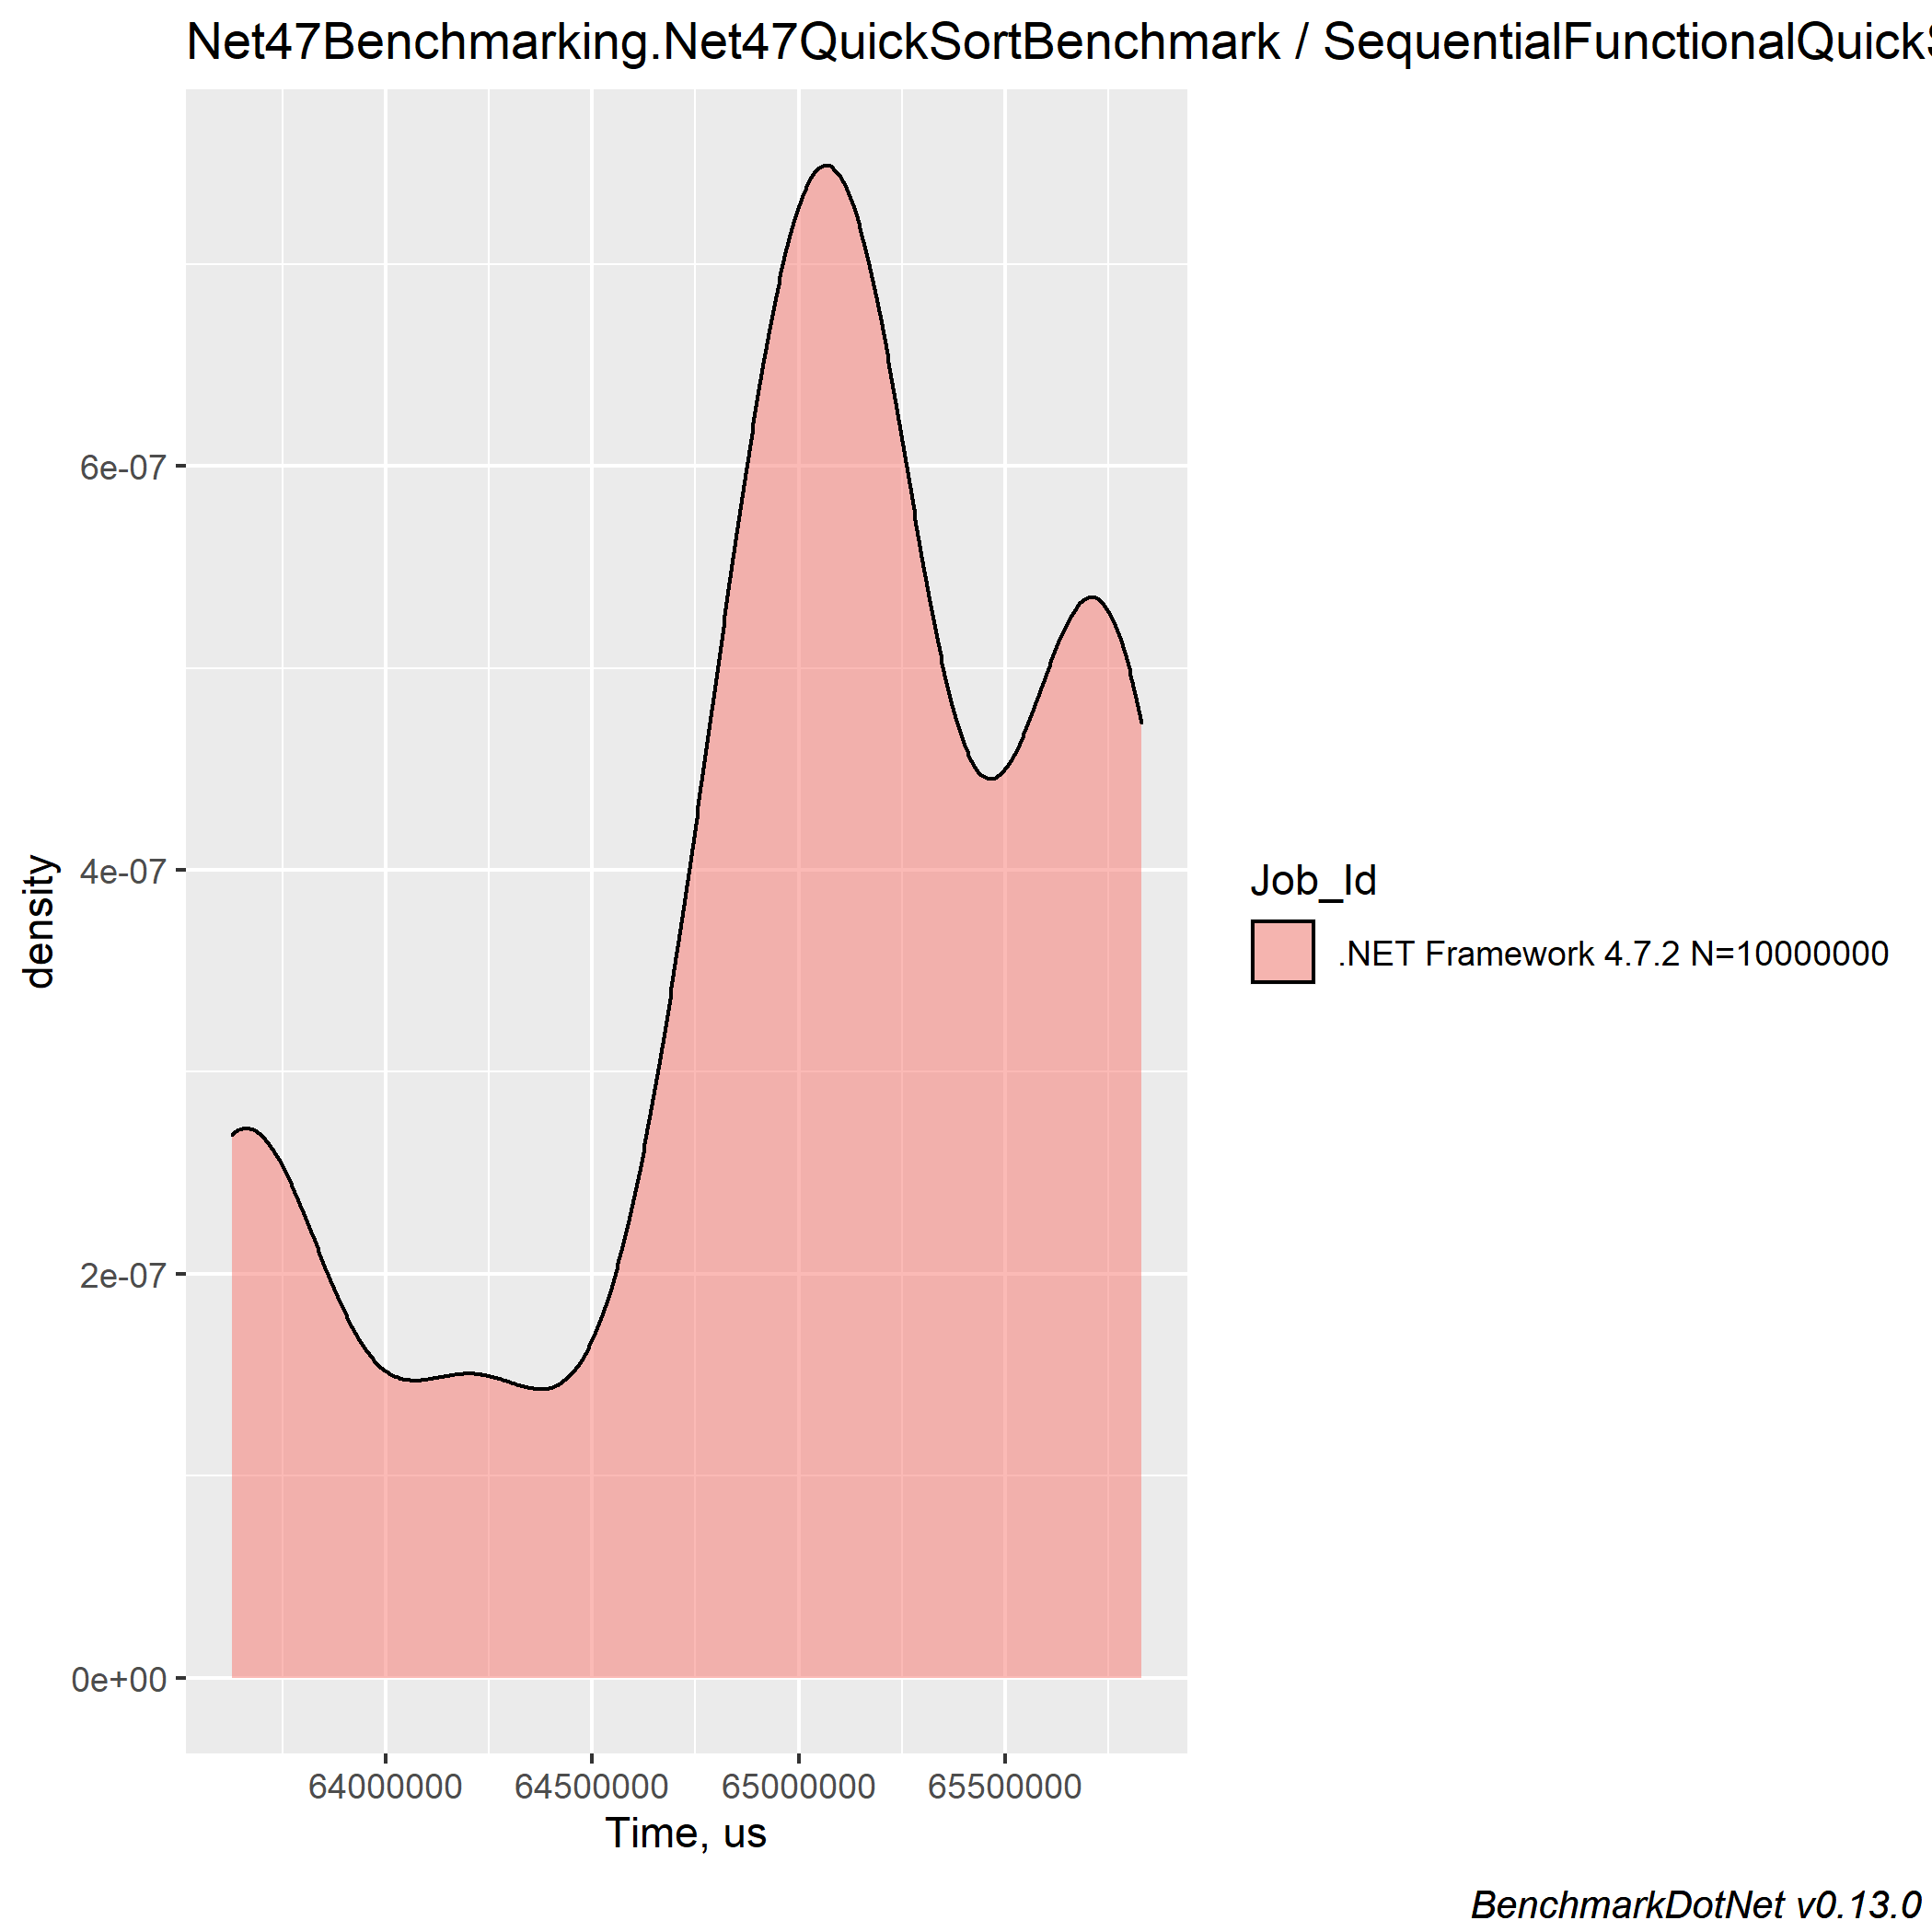 Net47Benchmarking.Net47QuickSortBenchmark / SequentialFunctionalQuick
density
6e-07
4e-07
2e-07
0e+00
64000000 64500000 65000000 65500000
Time, us
Job_Id
.NET Framework 4.7.2 N=10000000
BenchmarkDotNet v0.13.0